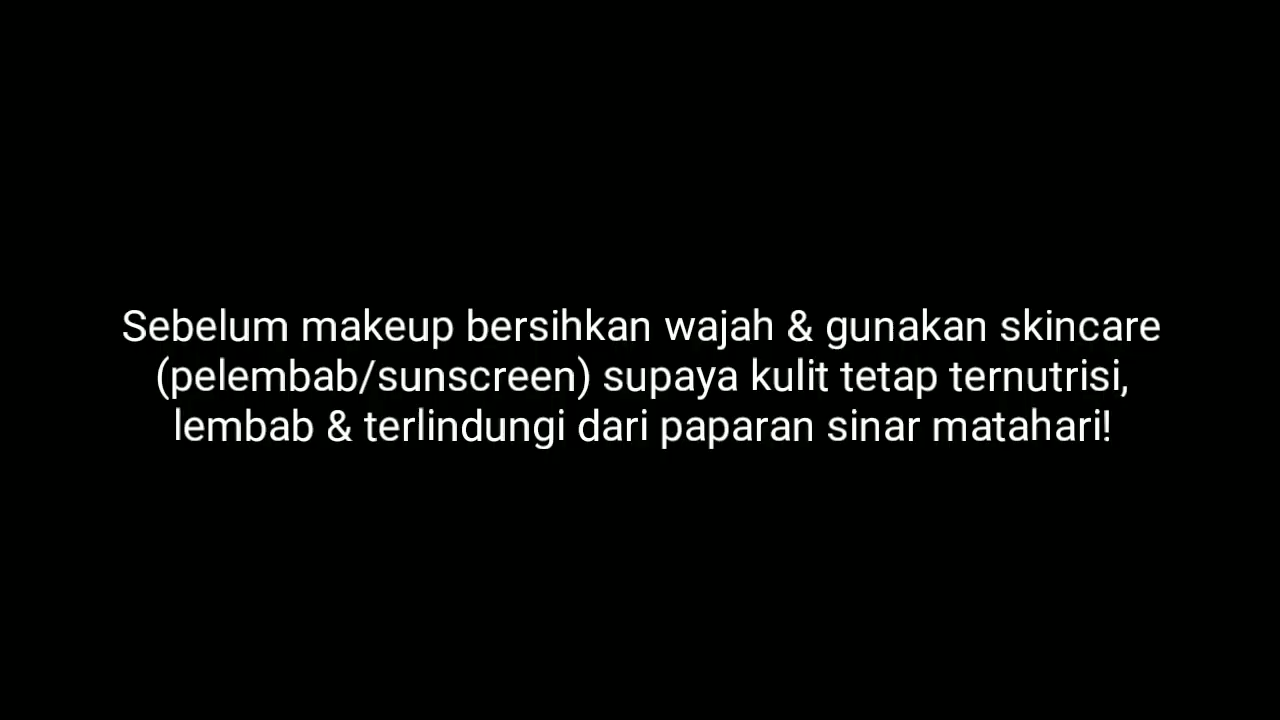 Sebelum makeup bersihkan wajah & gunakan skincare
(pelembab/sunscreen) supaya kulit tetap ternutrisi,
lembab & terlindungi dari paparan sinar matahari!